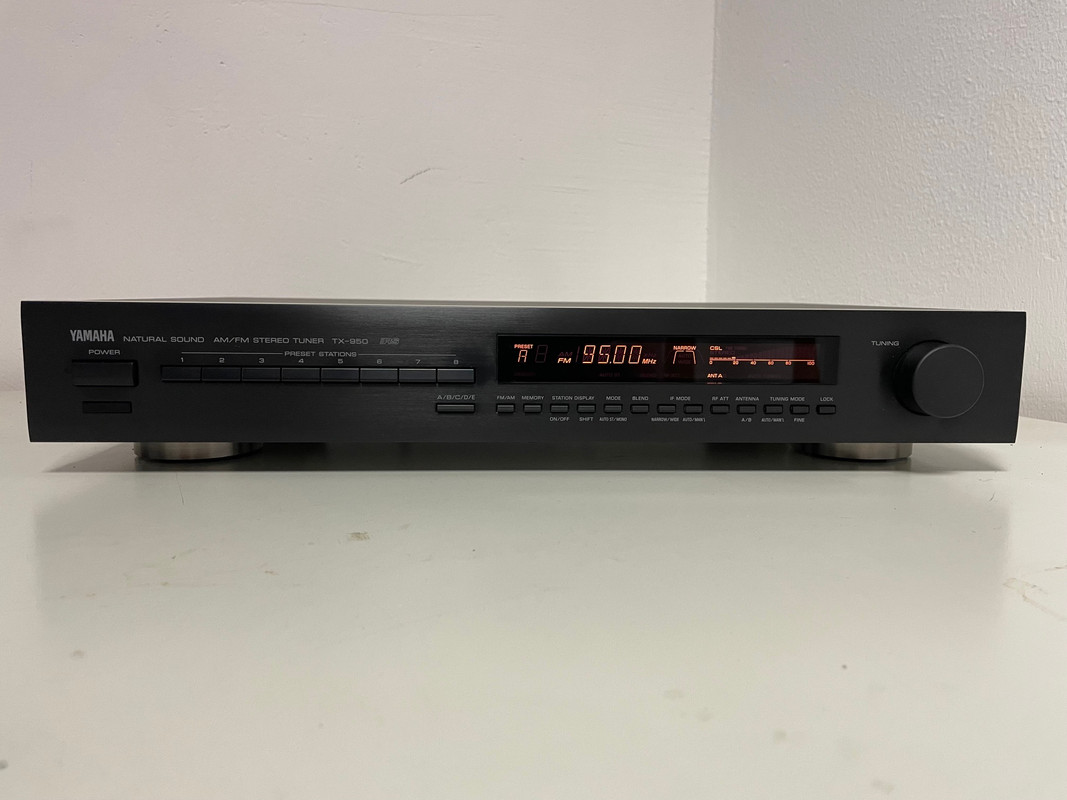 YAMAHA NATURAL SOUND AM/FM STEREO TUNER TX-950
POWER
PRESET STATIONS
1 2 3 4 5 6 7 8
A/B/C/D/E
PRESET
A
AM
FM 95.00 MHz
NARROW
CSL
0 20 40 60 80 100
ANT A
TUNING
FM/AM MEMORY STATION DISPLAY MODE BLEND IF MODE RF ATT ANTENNA TUNING MODE LOCK
ON/OFF SHIFT AUTO ST/MONO NARROW/WIDE AUTO/MAN'L A/B AUTO/MAN'L FINE